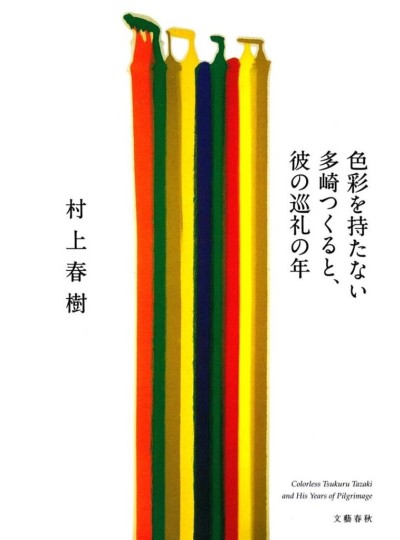 色彩を持たない
多崎つくると、
彼の巡礼の年
村上春樹
Colorless Tsukuru Tazaki
and His Years of Pilgrimage
文藝春秋